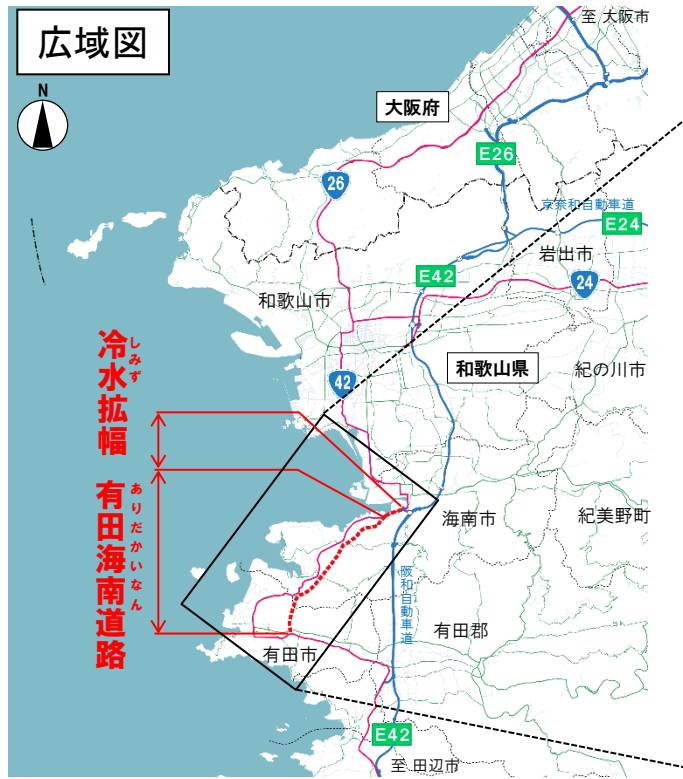 広域図
N
至 大阪市
大阪府
E26
26
京奈和自動車道
E24
岩出市
E42
24
和歌山市
和歌山県
42
紀の川市
しみず
冷水拡幅
ありだかいなん
有田海南道路
海南市
紀美野町
阪和自動車道
有田郡
有田市
E42
至 田辺市